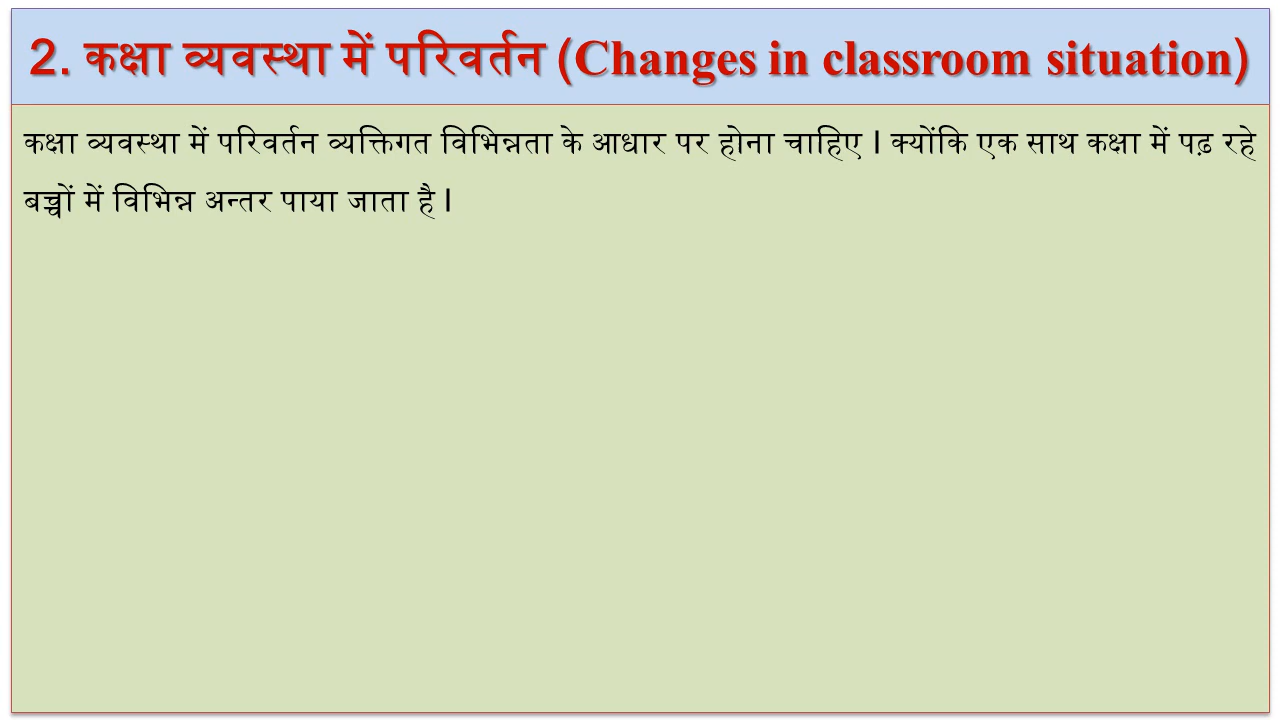 2. कक्षा व्यवस्था में परिवर्तन (Changes in classroom situation)
कक्षा व्यवस्था में परिवर्तन व्यक्तिगत विभिन्नता के आधार पर होना चाहिए । क्योंकि एक साथ कक्षा में पढ़ रहे
बच्चों में विभिन्न अन्तर पाया जाता है ।